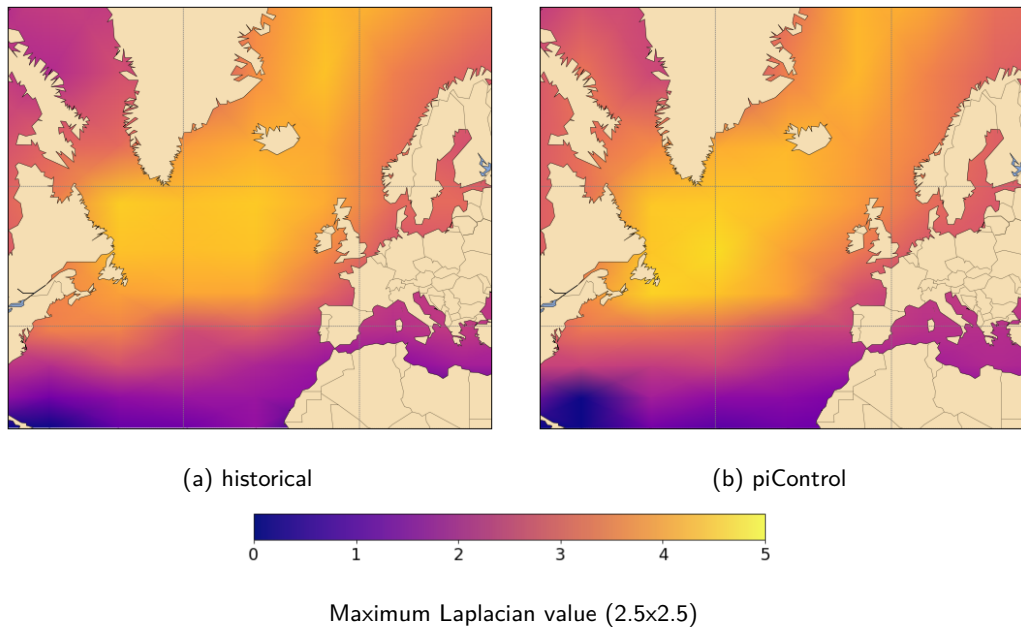 (a) historical
(b) piControl
0 1 2 3 4 5
Maximum Laplacian value (2.5x2.5)